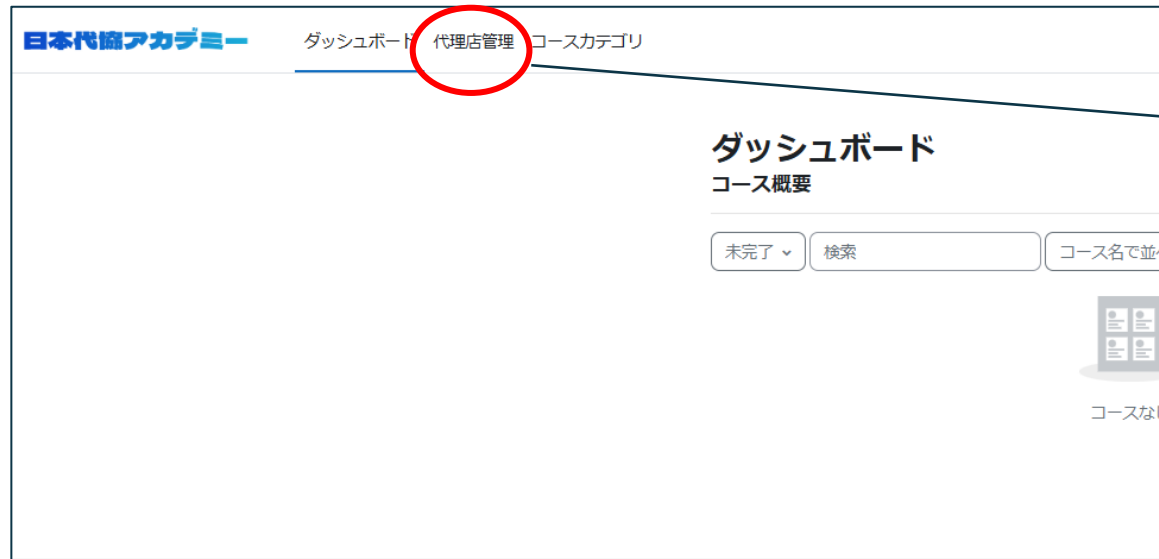 日本代協アカデミー ダッシュボード 代理店管理 コースカテゴリ
ダッシュボード
コース概要
未完了 検索 コース名で並
コースな